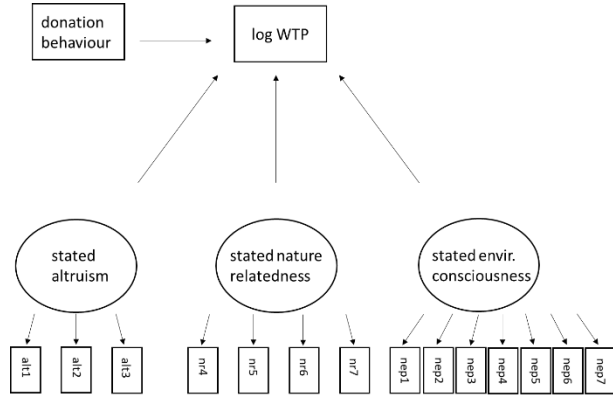 donation
behaviour
log WTP
stated
altruism
stated nature
relatedness
stated envir.
consciousness
alt1
alt2
alt3
nr4
nr5
nr6
nr7
nep1
nep2
nep3
nep4
nep5
nep6
nep7